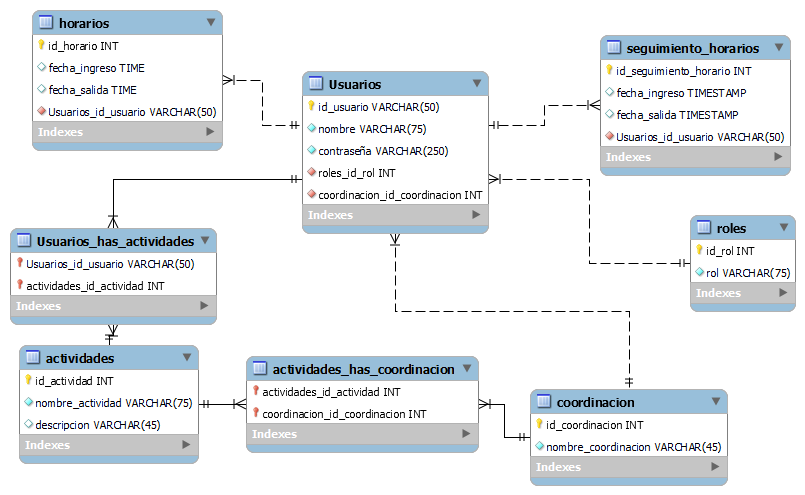 horarios
id_horario INT
fecha_ingreso TIME
fecha_salida TIME
Usuarios_id_usuario VARCHAR(50)
Indexes
Usuarios
id_usuario VARCHAR(50)
nombre VARCHAR(75)
contraseña VARCHAR(250)
roles_id_rol INT
coordinacion_id_coordinacion INT
Indexes
seguimiento_horarios
id_seguimiento_horario INT
fecha_ingreso TIMESTAMP
fecha_salida TIMESTAMP
Usuarios_id_usuario VARCHAR(50)
Indexes
roles
id_rol INT
rol VARCHAR(75)
Indexes
Usuarios_has_actividades
Usuarios_id_usuario VARCHAR(50)
actividades_id_actividad INT
Indexes
actividades
id_actividad INT
nombre_actividad VARCHAR(75)
descripcion VARCHAR(45)
Indexes
actividades_has_coordinacion
actividades_id_actividad INT
coordinacion_id_coordinacion INT
Indexes
coordinacion
id_coordinacion INT
nombre_coordinacion VARCHAR(45)
Indexes